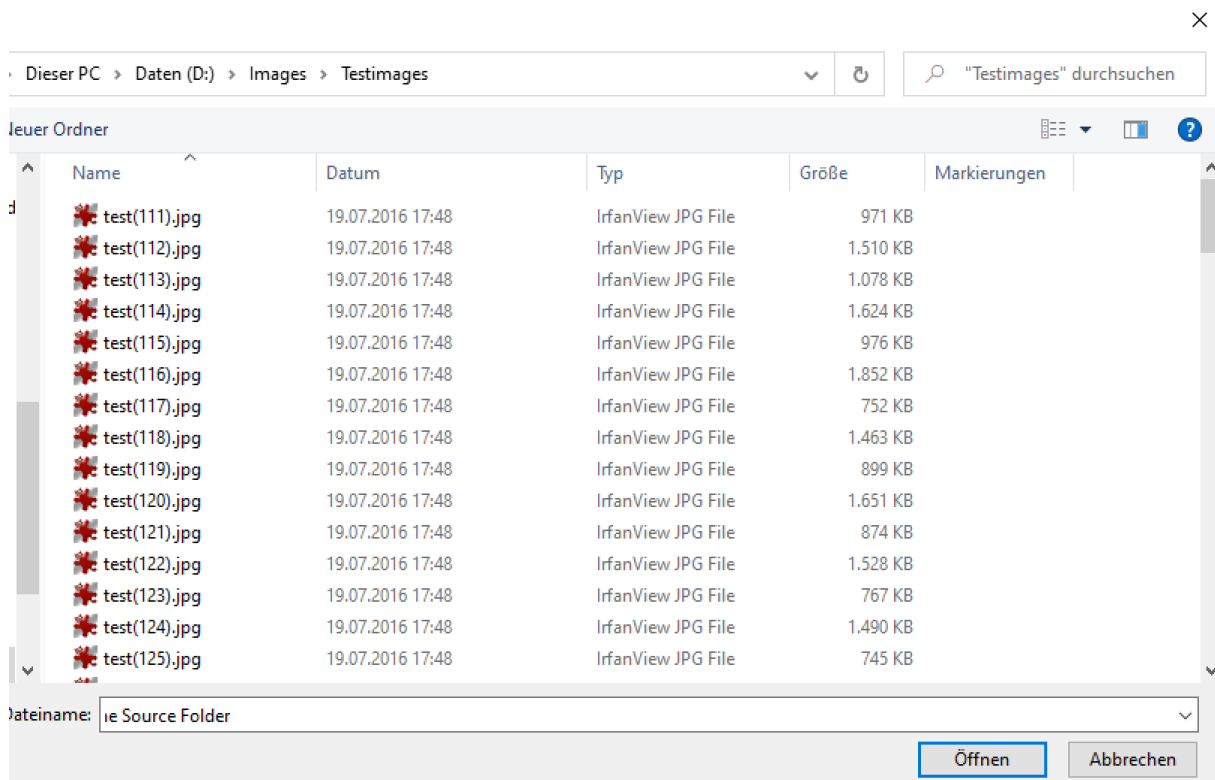 Dieser PC > Daten (D:) > Images > Testimages "Testimages" durchsuchen
Neuer Ordner ?
Name Datum Typ Größe Markierungen
test(111).jpg 19.07.2016 17:48 IrfanView JPG File 971 KB
test(112).jpg 19.07.2016 17:48 IrfanView JPG File 1.510 KB
test(113).jpg 19.07.2016 17:48 IrfanView JPG File 1.078 KB
test(114).jpg 19.07.2016 17:48 IrfanView JPG File 1.624 KB
test(115).jpg 19.07.2016 17:48 IrfanView JPG File 976 KB
test(116).jpg 19.07.2016 17:48 IrfanView JPG File 1.852 KB
test(117).jpg 19.07.2016 17:48 IrfanView JPG File 752 KB
test(118).jpg 19.07.2016 17:48 IrfanView JPG File 1.463 KB
test(119).jpg 19.07.2016 17:48 IrfanView JPG File 899 KB
test(120).jpg 19.07.2016 17:48 IrfanView JPG File 1.651 KB
test(121).jpg 19.07.2016 17:48 IrfanView JPG File 874 KB
test(122).jpg 19.07.2016 17:48 IrfanView JPG File 1.528 KB
test(123).jpg 19.07.2016 17:48 IrfanView JPG File 767 KB
test(124).jpg 19.07.2016 17:48 IrfanView JPG File 1.490 KB
test(125).jpg 19.07.2016 17:48 IrfanView JPG File 745 KB
Dateiname: Source Folder
Öffnen Abbrechen